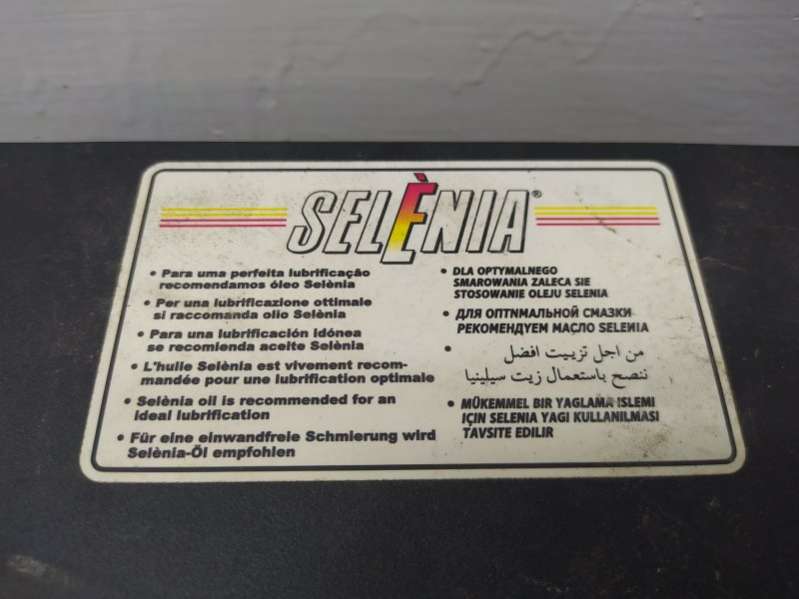 SELÈNIA®
• Para uma perfeita lubrificação
recomendamos óleo Selènia
• Per una lubrificazione ottimale
si raccomanda olio Selènia
• Para una lubricación idónea
se recomienda aceite Selènia
• L'huile Selènia est vivement recom-
mandée pour une lubrification optimale
• Selènia oil is recommended for an
ideal lubrification
• Für eine einwandfreie Schmierung wird
Selènia-Öl empfohlen
• DLA OPTYMALNEGO
SMAROWANIA ZALECA SIE
STOSOWANIE OLEJU SELENIA
• ДЛЯ ОПТNМАЛЬНОЙ СМАЗКИ
РЕКОМЕНДУЕМ МАСЛО SELENIA
• من اجل تزييت افضل
ننصح باستعمال زيت سيلينيا
• MÜKEMMEL BIR YAGLAMA ISLEMI
IÇIN SELENIA YAGI KULLANILMASI
TAVSITE EDILIR